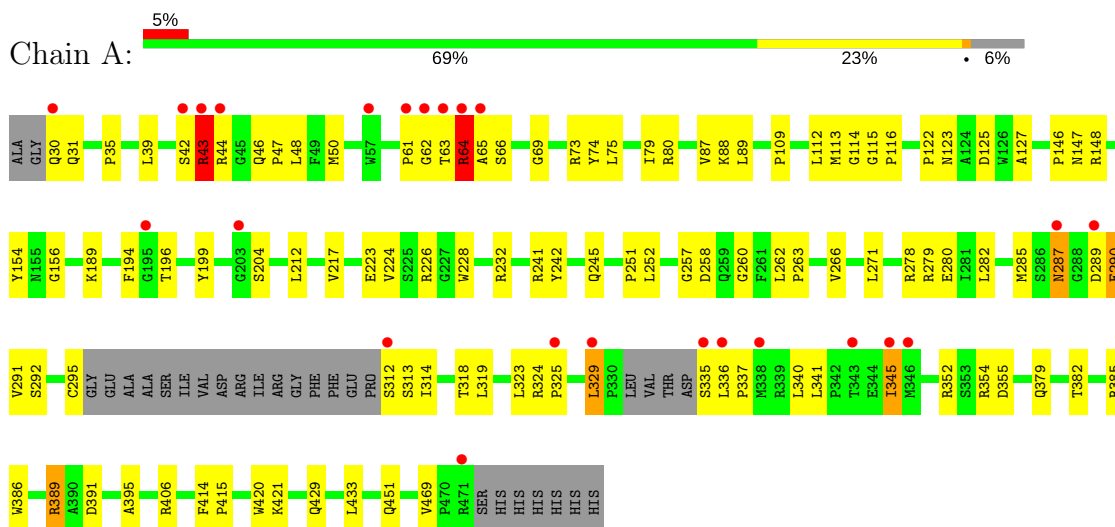 5%
Chain A:
69% 23% • 6%
ALA GLY Q30 Q31 P35 L39 S42 R43 R44 G45 Q46 P47 L48 F49 M50 W57 P61 G62 T63 R64 A65 S66 G69 R73 Y74 L75 I79 R80 V87 K88 L89 P109 L112 M113 G114 G115 P116 P122 N123 A124 D125 W126 A127 P146 N147 R148
Y154 N155 G156 K189 F194 G195 T196 Y199 G203 S204 L212 V217 E223 V224 S225 R226 G227 W228 R232 R241 Y242 Q245 P251 L252 G257 D258 Q259 G260 F261 L262 P263 V266 L271 R278 R279 E280 I281 L282 M285 S286 N287 G288 D289
V291 S292 C295 GLY GLU ALA ALA SER ILE VAL ASP ARG ILE ARG GLY PHE PHE GLU PRO S312 S313 I314 T318 L319 L323 R324 P325 L329 P330 LEU VAL THR ASP S335 L336 P337 M338 R339 L340 L341 P342 T343 E344 I345 M346 R352 S353 R354 D355 Q379 T382
W386 R389 A390 D391 A395 R406 F414 P415 W420 K421 Q429 L433 Q451 V469 P470 R471 SER HIS HIS HIS HIS HIS HIS